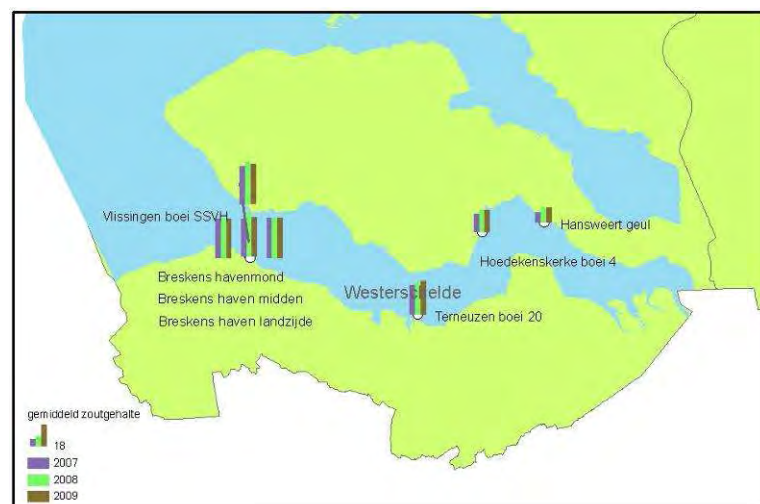 Vlissingen boei SSVH
Hansweert geul
Hoedekenskerke boei 4
Breskens havenmond
Westerschelde
Breskens haven midden
Breskens haven landzijde
Terneuzen boei 20
gemiddeld zoutgehalte
18
2007
2008
2009